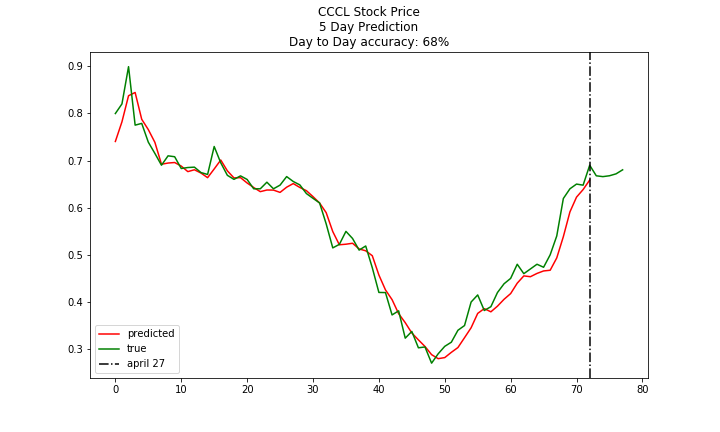 CCCL Stock Price
5 Day Prediction
Day to Day accuracy: 68%
0.9
0.8
0.7
0.6
0.5
0.4
0.3
predicted
true
april 27
0 10 20 30 40 50 60 70 80